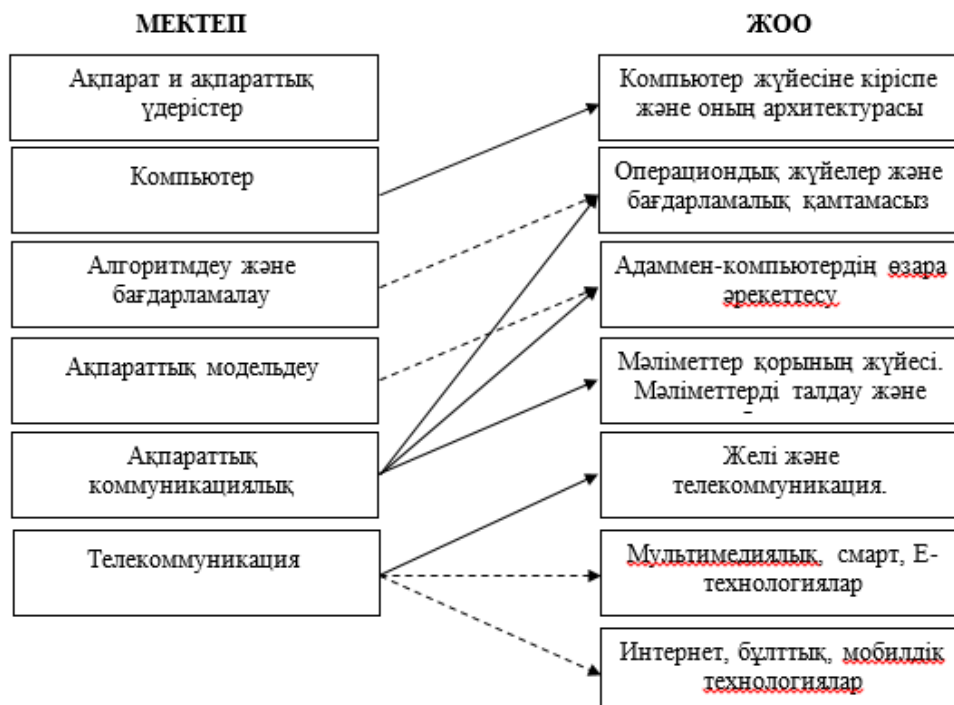 МЕКТЕП
Ақпарат и ақпараттық
үдерістер
Компьютер
Алгоритмдеу және
бағдарламалау
Ақпараттық модельдеу
Ақпараттық
коммуникациялық
Телекоммуникация
ЖОО
Компьютер жүйесіне кіріспе
және оның архитектурасы
Операциондық жүйелер және
бағдарламалық қамтамасыз
Адаммен-компьютердің өзара
әрекеттесу
Мәліметтер қорының жүйесі.
Мәліметтерді талдау және
Желі және
телекоммуникация.
Мультимедиялық, смарт, Е-
технологиялар
Интернет, бұлттық, мобилдік
технологиялар